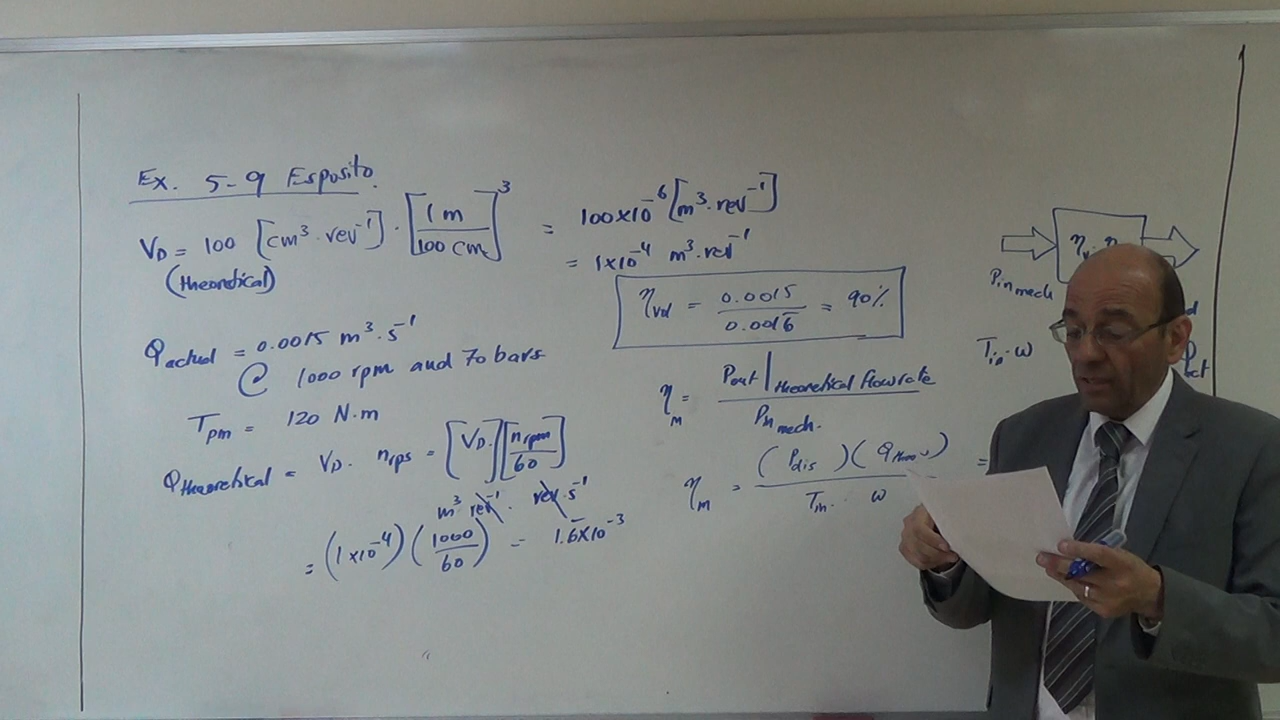 Ex. 5-9 Esposito.
V_D = 100 [cm³·rev⁻¹]·[1m / 100 cm]³ = 100×10⁻⁶ [m³·rev⁻¹]
(theoretical)
= 1×10⁻⁴ m³·rev⁻¹
η_vol = 0.0015 / 0.0016̅ = 90%
Q_actual = 0.0015 m³·s⁻¹
@ 1000 rpm and 70 bars
T_pm = 120 N·m
Q_theoretical = V_D · n_rps = [V_D][n_rpm / 60]
m³ rev⁻¹ · rev·s⁻¹
= (1×10⁻⁴)(1000 / 60) = 1.6̅×10⁻³
η_m = P_out|theoretical flowrate / P_in mech.
η_m = (P_dis)(Q_theo) / T_in · ω =
P_in mech
T_in·ω